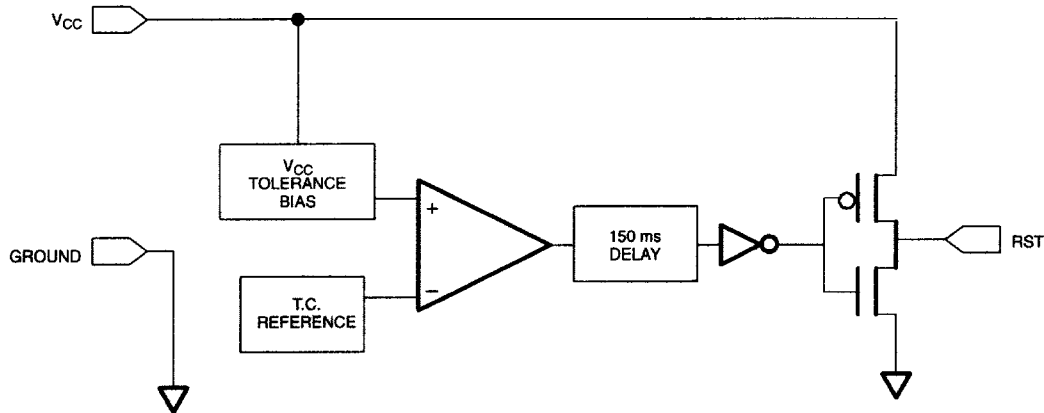 VCC
VCC
TOLERANCE
BIAS
+
150 ms
DELAY
RST
GROUND
−
T.C.
REFERENCE